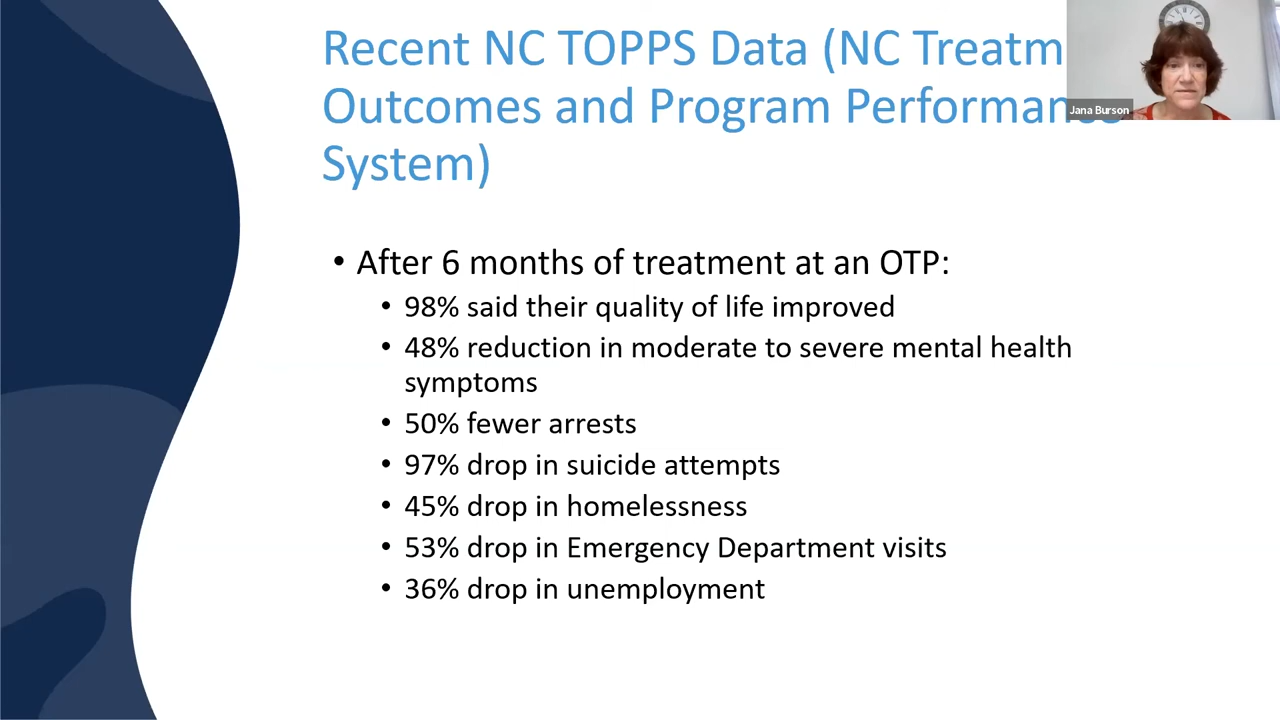 Recent NC TOPPS Data (NC Treatm
Outcomes and Program Performance
System)
Jana Burson
• After 6 months of treatment at an OTP:
• 98% said their quality of life improved
• 48% reduction in moderate to severe mental health
symptoms
• 50% fewer arrests
• 97% drop in suicide attempts
• 45% drop in homelessness
• 53% drop in Emergency Department visits
• 36% drop in unemployment